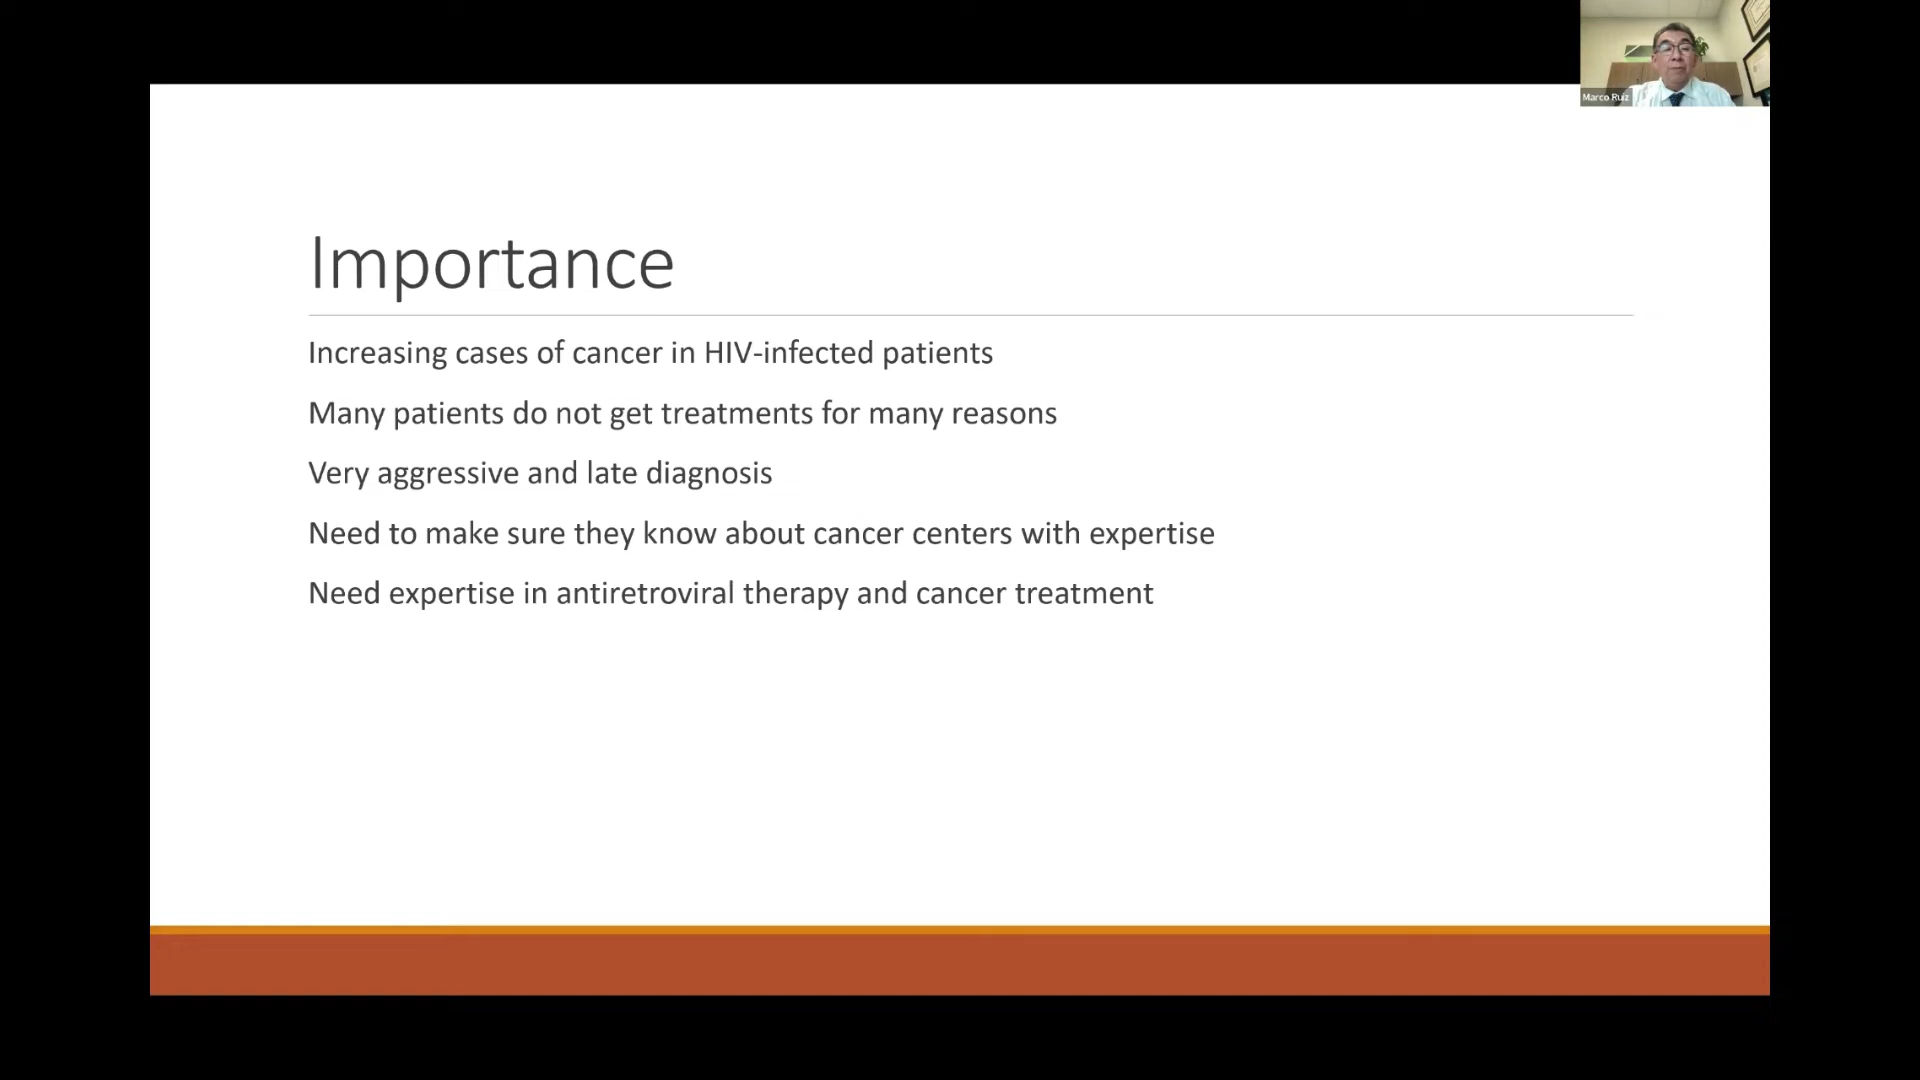 Marco Ruiz
Importance
Increasing cases of cancer in HIV-infected patients
Many patients do not get treatments for many reasons
Very aggressive and late diagnosis
Need to make sure they know about cancer centers with expertise
Need expertise in antiretroviral therapy and cancer treatment